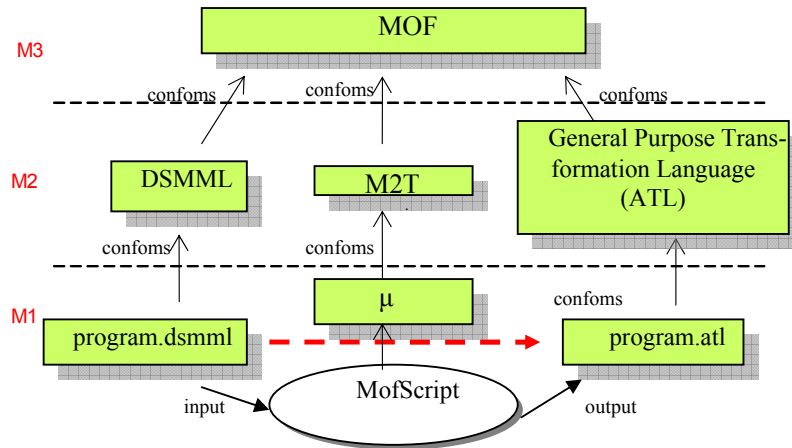 MOF
M3
confoms
confoms
confoms
General Purpose Trans-
formation Language
(ATL)
M2
DSMML
M2T
confoms
confoms
μ
confoms
M1
program.dsmml
program.atl
MofScript
input
output